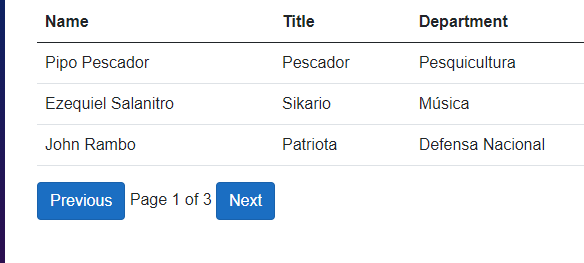 Name Title Department
Pipo Pescador Pescador Pesquicultura
Ezequiel Salanitro Sikario Música
John Rambo Patriota Defensa Nacional
Previous Page 1 of 3 Next